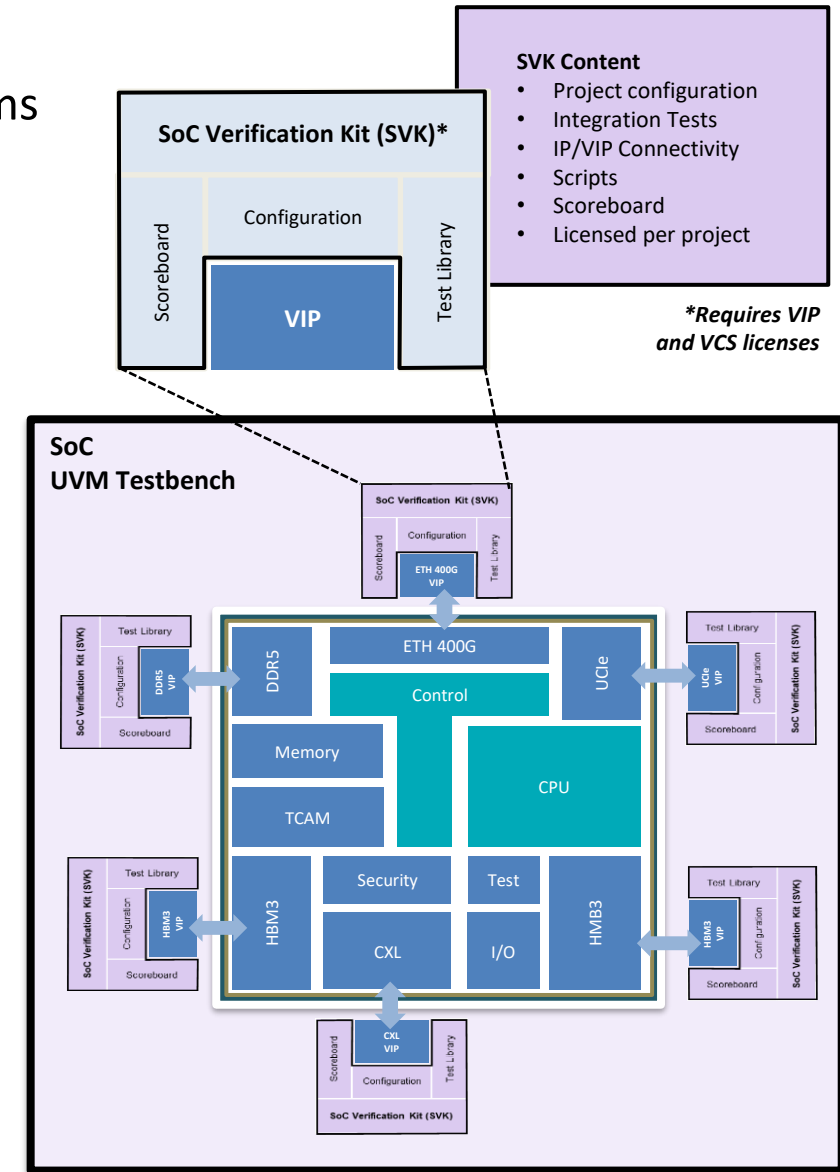 ns
SoC Verification Kit (SVK)*
Scoreboard
Configuration
Test Library
VIP
SVK Content
• Project configuration
• Integration Tests
• IP/VIP Connectivity
• Scripts
• Scoreboard
• Licensed per project
*Requires VIP
and VCS licenses
SoC
UVM Testbench
SoC Verification Kit (SVK)
Scoreboard
Configuration
Test Library
ETH 400G
VIP
SoC Verification Kit (SVK)
Test Library
Configuration
DDR5
VIP
Scoreboard
DDR5
ETH 400G
UCIe
Control
Test Library
UCIe
VIP
Configuration
SoC Verification Kit (SVK)
Scoreboard
Memory
CPU
TCAM
SoC Verification Kit (SVK)
Test Library
Configuration
HBM3
VIP
Scoreboard
HBM3
Security
Test
HMB3
CXL
I/O
Test Library
HBM3
VIP
Configuration
SoC Verification Kit (SVK)
Scoreboard
Scoreboard
CXL
VIP
Configuration
Test Library
SoC Verification Kit (SVK)